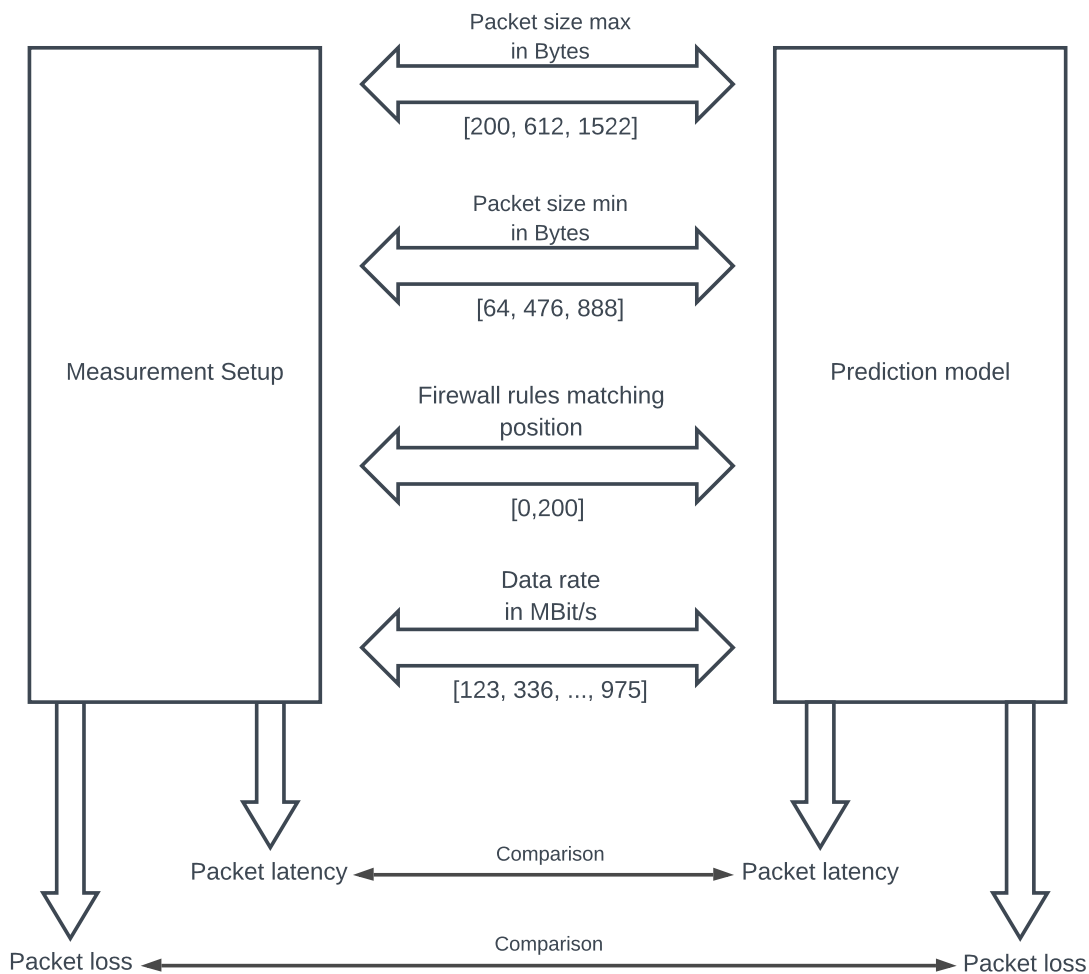 Packet size max
in Bytes
[200, 612, 1522]
Packet size min
in Bytes
[64, 476, 888]
Measurement Setup
Prediction model
Firewall rules matching
position
[0,200]
Data rate
in MBit/s
[123, 336, ..., 975]
Packet latency
Comparison
Packet latency
Packet loss
Comparison
Packet loss